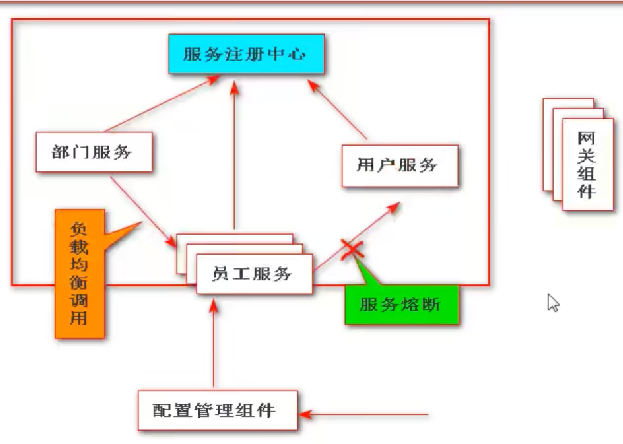 服务注册中心
部门服务
用户服务
网关组件
负载均衡调用
员工服务
服务熔断
配置管理组件